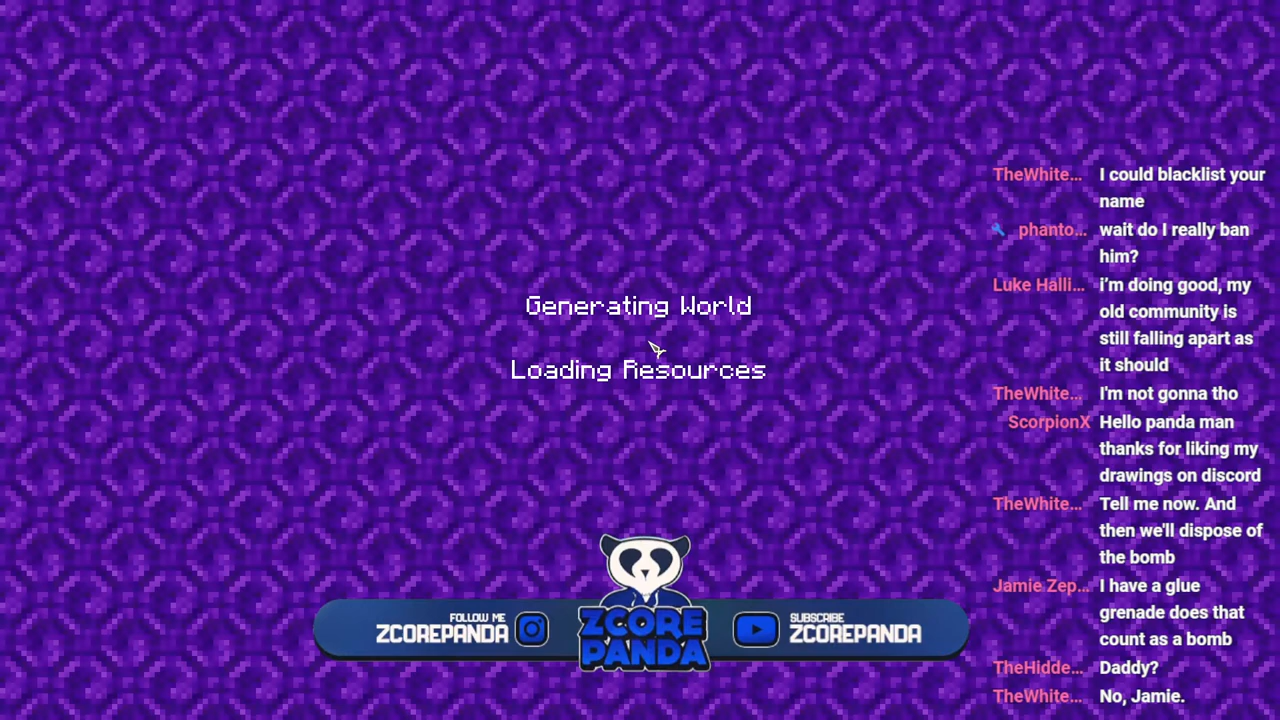 Generating World
Loading Resources
FOLLOW ME
ZCOREPANDA
ZCORE
PANDA
SUBSCRIBE
ZCOREPANDA
TheWhite… I could blacklist your
name
phanto… wait do I really ban
him?
Luke Halli… i'm doing good, my
old community is
still falling apart as
it should
TheWhite… I'm not gonna tho
ScorpionX Hello panda man
thanks for liking my
drawings on discord
TheWhite… Tell me now. And
then we'll dispose of
the bomb
Jamie Zep… I have a glue
grenade does that
count as a bomb
TheHidde… Daddy?
TheWhite… No, Jamie.